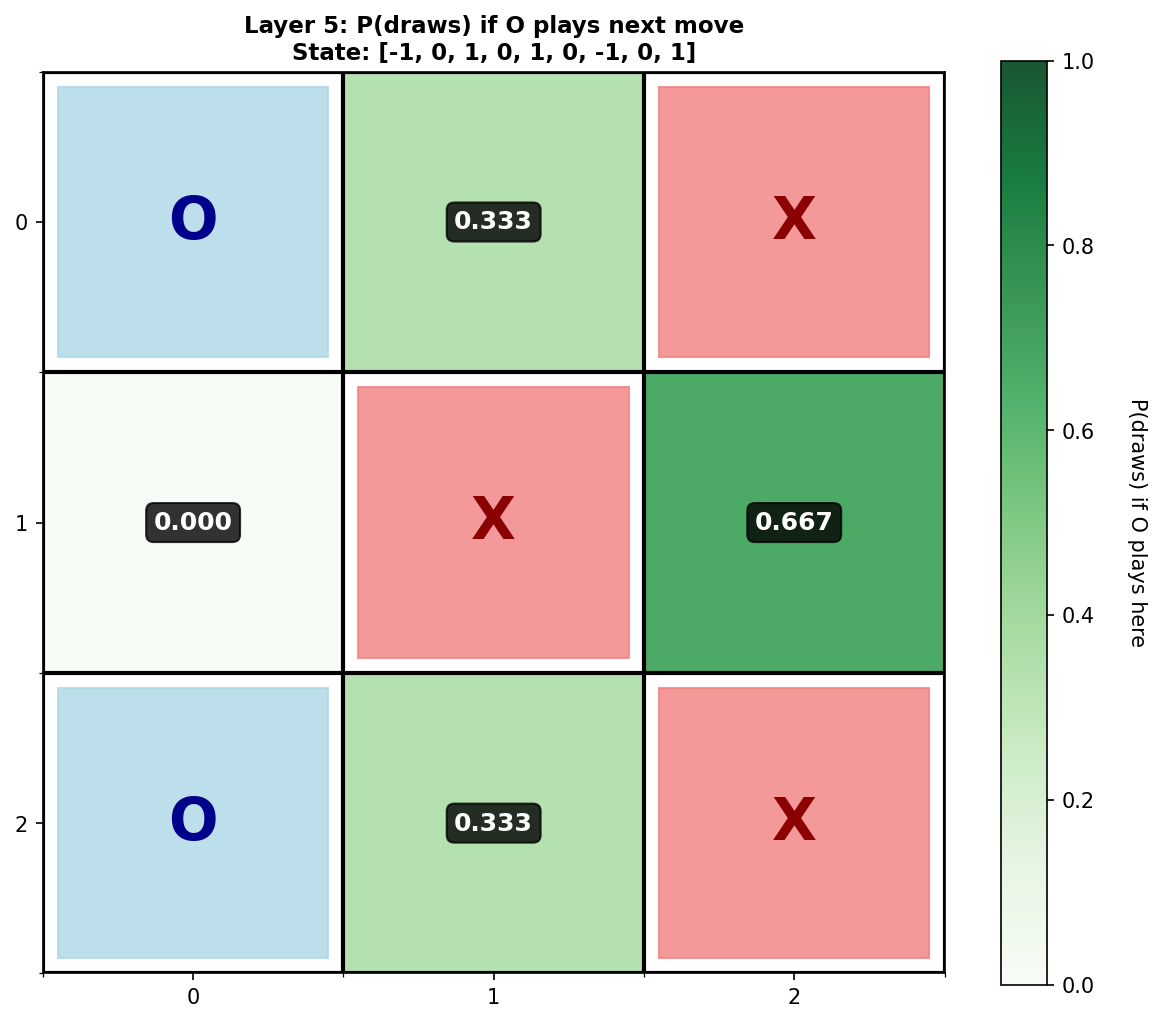 Layer 5: P(draws) if O plays next move
State: [-1, 0, 1, 0, 1, 0, -1, 0, 1]
O
0.333
X
0.000
X
0.667
O
0.333
X
0
1
2
0
1
2
1.0
0.8
0.6
0.4
0.2
0.0
P(draws) if O plays here